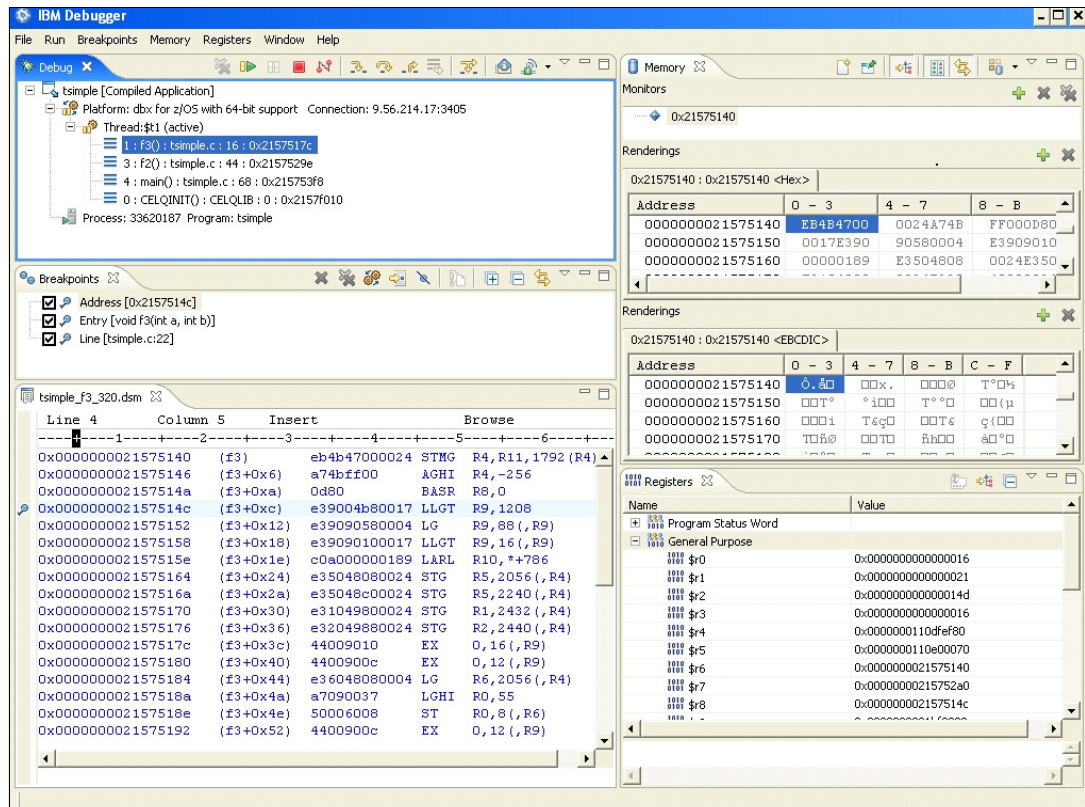 IBM Debugger
File Run Breakpoints Memory Registers Window Help
Debug
tsimple [Compiled Application]
Platform: dbx for z/OS with 64-bit support Connection: 9.56.214.17:3405
Thread:$t1 (active)
1 : f3() : tsimple.c : 16 : 0x2157517c
3 : f2() : tsimple.c : 44 : 0x2157529e
4 : main() : tsimple.c : 68 : 0x215753f8
0 : CELQINIT() : CELQLIB : 0 : 0x2157f010
Process: 33620187 Program: tsimple
Breakpoints
Address [0x2157514c]
Entry [void f3(int a, int b)]
Line [tsimple.c:22]
tsimple_f3_320.dsm
Line 4 Column 5 Insert Browse
----+----1----+----2----+----3----+----4----+----5----+----6----+---
0x0000000021575140 (f3) eb4b47000024 STMG R4,R11,1792(R4)
0x0000000021575146 (f3+0x6) a74bff00 AGHI R4,-256
0x000000002157514a (f3+0xa) 0d80 BASR R8,0
0x000000002157514c (f3+0xc) e39004b80017 LLGT R9,1208
0x0000000021575152 (f3+0x12) e39090580004 LG R9,88(,R9)
0x0000000021575158 (f3+0x18) e39090100017 LLGT R9,16(,R9)
0x000000002157515e (f3+0x1e) c0a000000189 LARL R10,*+786
0x0000000021575164 (f3+0x24) e35048080024 STG R5,2056(,R4)
0x000000002157516a (f3+0x2a) e35048c00024 STG R5,2240(,R4)
0x0000000021575170 (f3+0x30) e31049800024 STG R1,2432(,R4)
0x0000000021575176 (f3+0x36) e32049880024 STG R2,2440(,R4)
0x000000002157517c (f3+0x3c) 44009010 EX 0,16(,R9)
0x0000000021575180 (f3+0x40) 4400900c EX 0,12(,R9)
0x0000000021575184 (f3+0x44) e36048080004 LG R6,2056(,R4)
0x000000002157518a (f3+0x4a) a7090037 LGHI R0,55
0x000000002157518e (f3+0x4e) 50006008 ST R0,8(,R6)
0x0000000021575192 (f3+0x52) 4400900c EX 0,12(,R9)
Memory
Monitors
0x21575140
Renderings
0x21575140 : 0x21575140 <Hex>
Address 0 - 3 4 - 7 8 - B
0000000021575140 EB4B4700 0024A74B FF000D80
0000000021575150 0017E390 90580004 E3909010
0000000021575160 00000189 E3504808 0024E350
Renderings
0x21575140 : 0x21575140 <EBCDIC>
Address 0 - 3 4 - 7 8 - B C - F
0000000021575140 Ô.å□ □□x. □□□Ø T°□½
0000000021575150 □□T° °ì□□ T°°□ □□{µ
0000000021575160 □□□i T&ç□ □□T& ç{□□
0000000021575170 T□ñØ □□T□ ñh□□ à□°□
Registers
Name Value
Program Status Word
General Purpose
$r0 0x0000000000000016
$r1 0x0000000000000021
$r2 0x000000000000014d
$r3 0x0000000000000016
$r4 0x0000000110dfef80
$r5 0x0000000110e00070
$r6 0x0000000021575140
$r7 0x00000000215752a0
$r8 0x000000002157514c